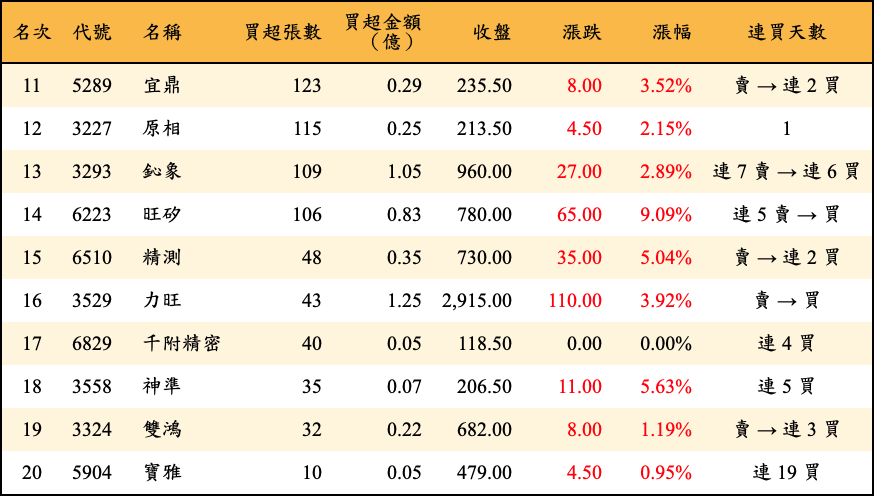 名次 代號 名稱 買超張數 買超金額（億） 收盤 漲跌 漲幅 連買天數
11 5289 宜鼎 123 0.29 235.50 8.00 3.52% 賣 → 連 2 買
12 3227 原相 115 0.25 213.50 4.50 2.15% 1
13 3293 鈊象 109 1.05 960.00 27.00 2.89% 連 7 賣 → 連 6 買
14 6223 旺矽 106 0.83 780.00 65.00 9.09% 連 5 賣 → 買
15 6510 精測 48 0.35 730.00 35.00 5.04% 賣 → 連 2 買
16 3529 力旺 43 1.25 2,915.00 110.00 3.92% 賣 → 買
17 6829 千附精密 40 0.05 118.50 0.00 0.00% 連 4 買
18 3558 神準 35 0.07 206.50 11.00 5.63% 連 5 買
19 3324 雙鴻 32 0.22 682.00 8.00 1.19% 賣 → 連 3 買
20 5904 寶雅 10 0.05 479.00 4.50 0.95% 連 19 買